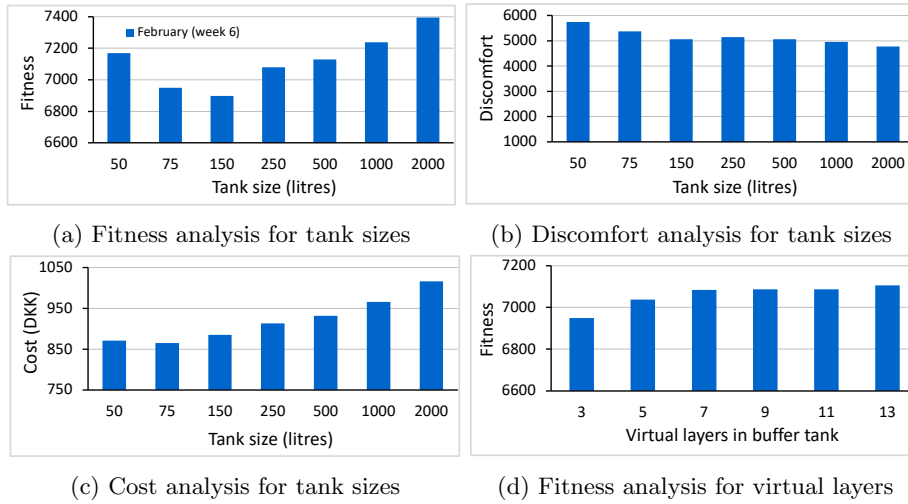 7400
7200
7000
6800
6600
Fitness
February (week 6)
50 75 150 250 500 1000 2000
Tank size (litres)
(a) Fitness analysis for tank sizes
6000
5000
4000
3000
2000
1000
Discomfort
50 75 150 250 500 1000 2000
Tank size (litres)
(b) Discomfort analysis for tank sizes
1050
950
850
750
Cost (DKK)
50 75 150 250 500 1000 2000
Tank size (litres)
(c) Cost analysis for tank sizes
7200
7000
6800
6600
Fitness
3 5 7 9 11 13
Virtual layers in buffer tank
(d) Fitness analysis for virtual layers